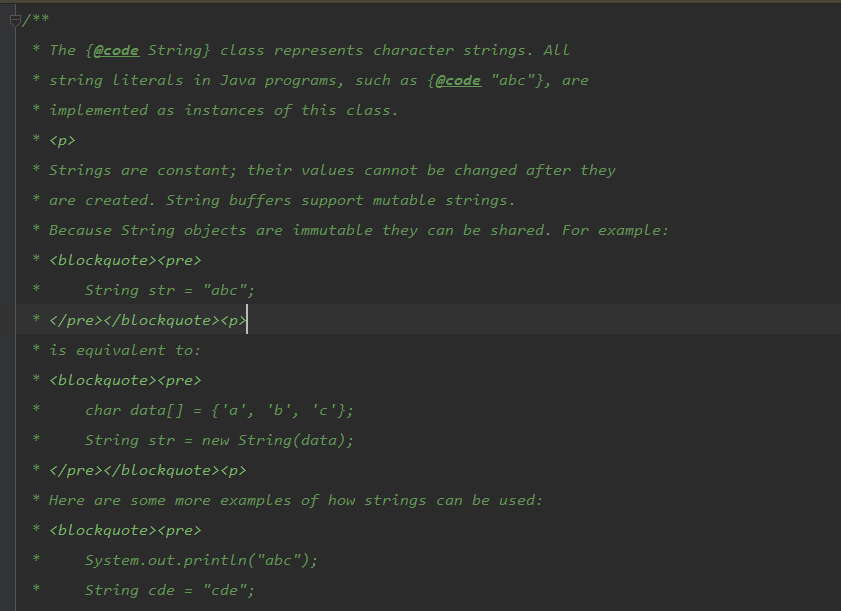 /**
 * The {@code String} class represents character strings. All
 * string literals in Java programs, such as {@code "abc"}, are
 * implemented as instances of this class.
 * <p>
 * Strings are constant; their values cannot be changed after they
 * are created. String buffers support mutable strings.
 * Because String objects are immutable they can be shared. For example:
 * <blockquote><pre>
 *     String str = "abc";
 * </pre></blockquote><p>
 * is equivalent to:
 * <blockquote><pre>
 *     char data[] = {'a', 'b', 'c'};
 *     String str = new String(data);
 * </pre></blockquote><p>
 * Here are some more examples of how strings can be used:
 * <blockquote><pre>
 *     System.out.println("abc");
 *     String cde = "cde";